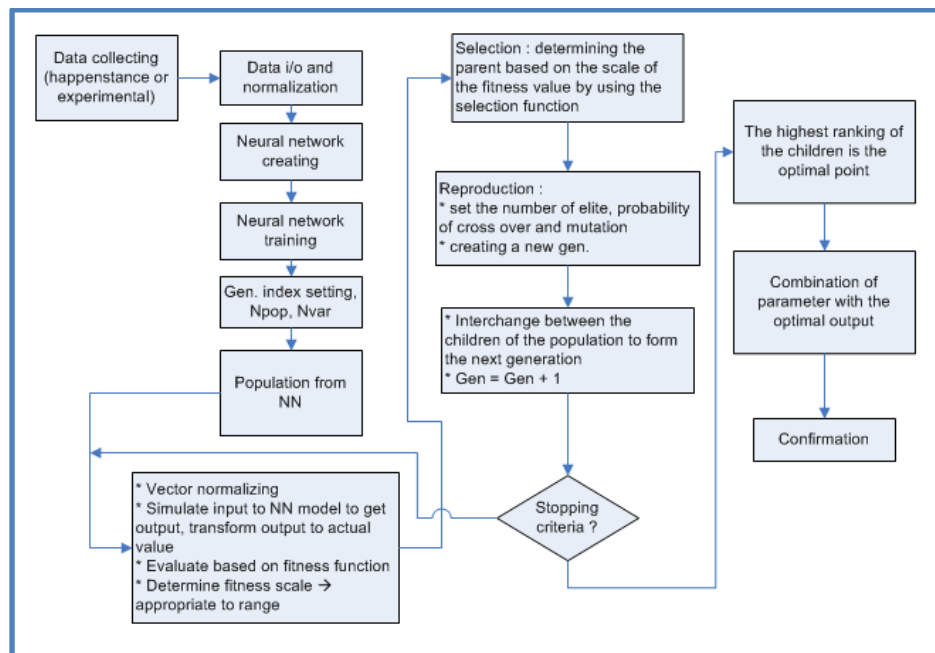 Data collecting
(happenstance or
experimental)
Data i/o and
normalization
Neural network
creating
Neural network
training
Gen. index setting,
Npop, Nvar
Population from
NN
* Vector normalizing
* Simulate input to NN model to get
output, transform output to actual
value
* Evaluate based on fitness function
* Determine fitness scale →
appropriate to range
Selection : determining the
parent based on the scale of
the fitness value by using the
selection function
Reproduction :
* set the number of elite, probability
of cross over and mutation
* creating a new gen.
* Interchange between the
children of the population to form
the next generation
* Gen = Gen + 1
Stopping
criteria ?
The highest ranking of
the children is the
optimal point
Combination of
parameter with the
optimal output
Confirmation